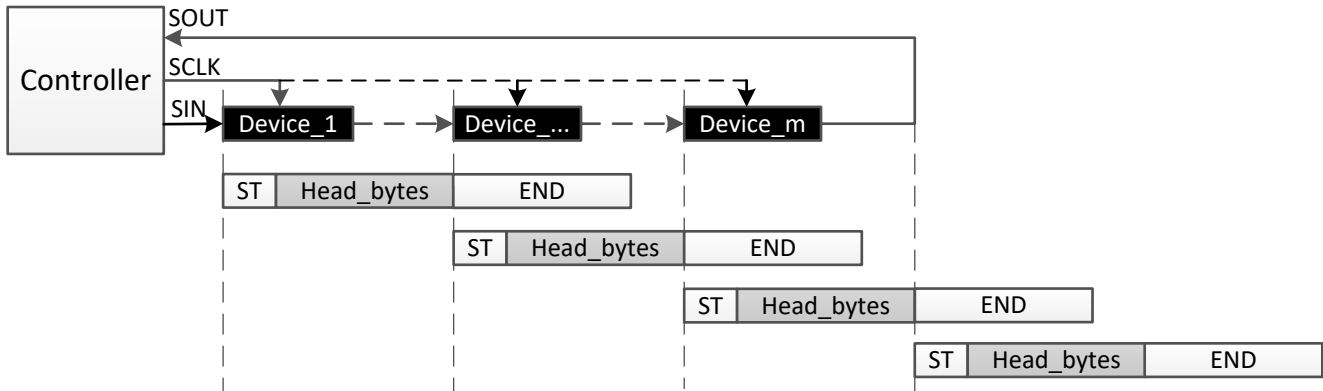 SOUT
Controller
SCLK
SIN
Device_1
Device_...
Device_m
ST Head_bytes END
ST Head_bytes END
ST Head_bytes END
ST Head_bytes END